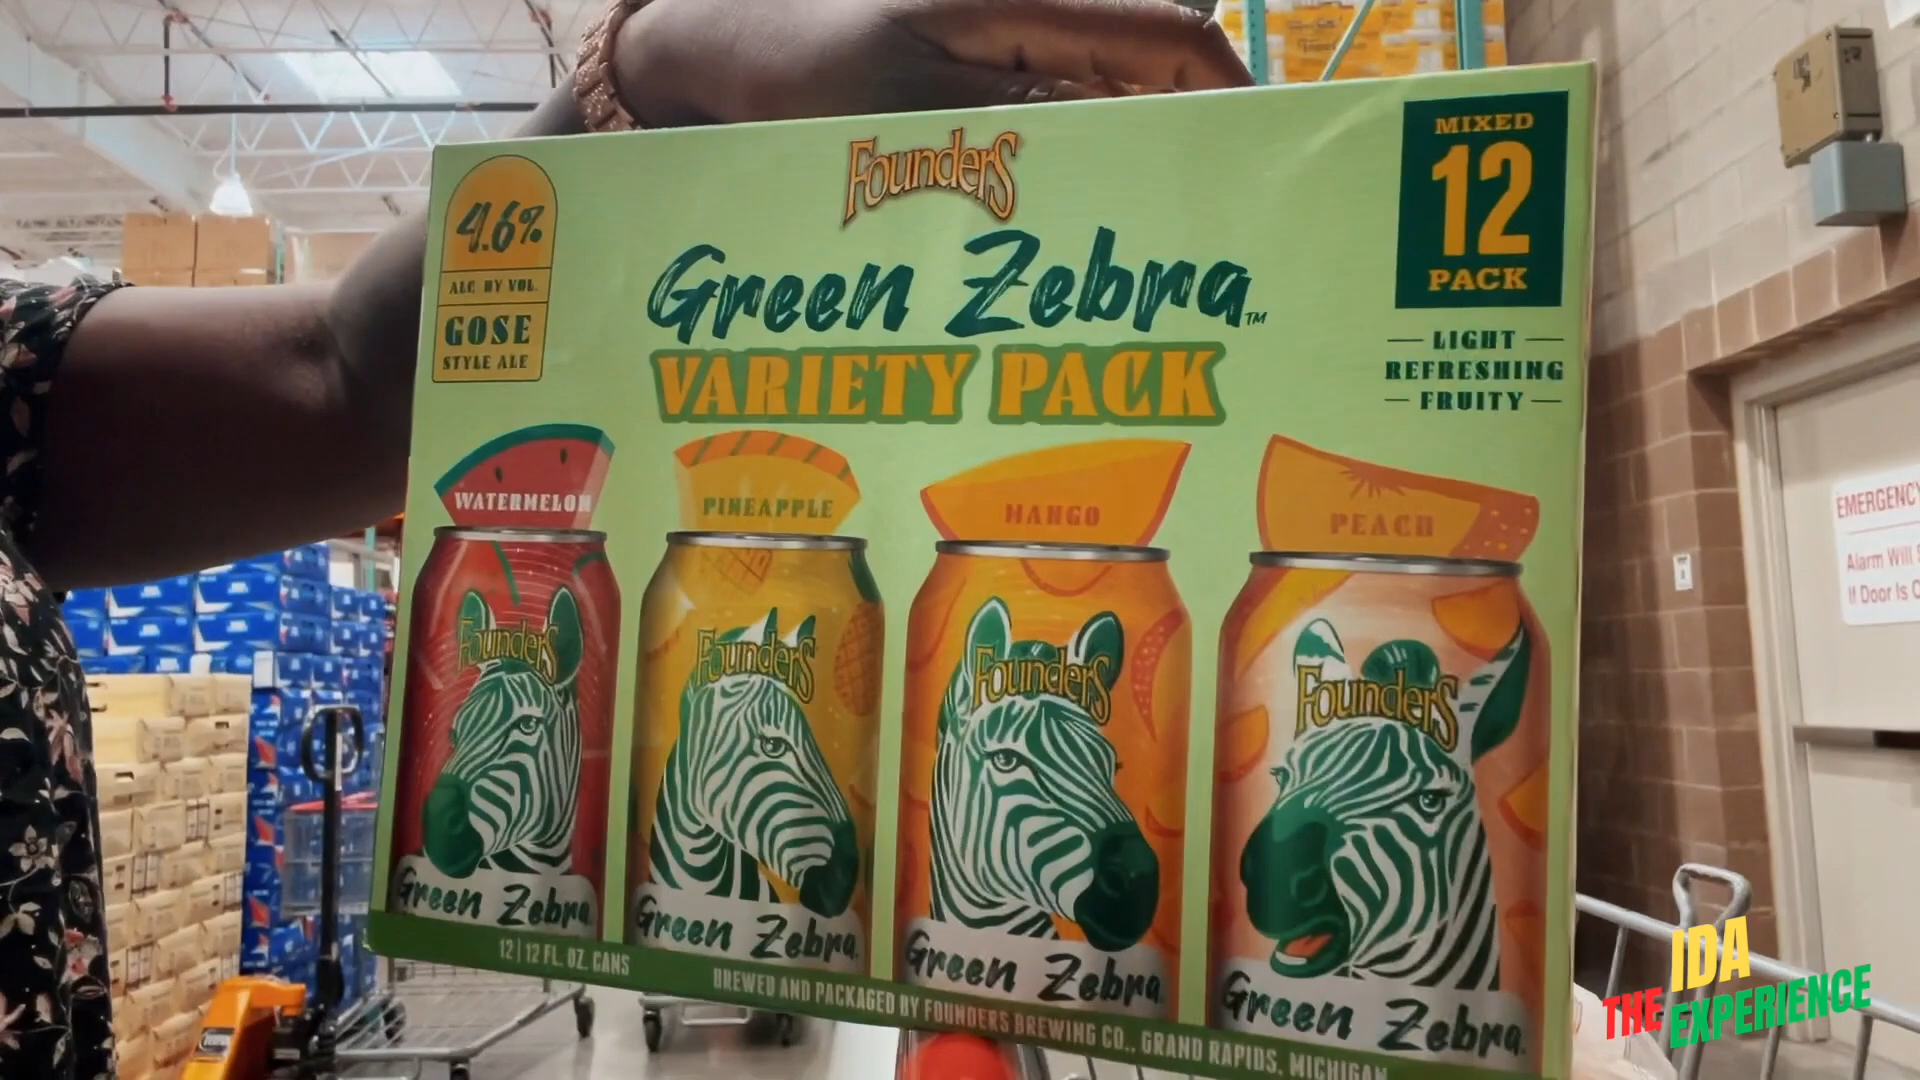 Founders
Green Zebra™
VARIETY PACK
4.6%
ALC BY VOL.
GOSE
STYLE ALE
MIXED
12
PACK
LIGHT
REFRESHING
FRUITY
WATERMELON
PINEAPPLE
MANGO
PEACH
Founders
Founders
Founders
Founders
Green Zebra
Green Zebra
Green Zebra
Green Zebra
12 | 12 FL. OZ. CANS
BREWED AND PACKAGED BY FOUNDERS BREWING CO., GRAND RAPIDS, MICHIGAN
EMERGENCY
Alarm Will
If Door Is
THE IDA
EXPERIENCE